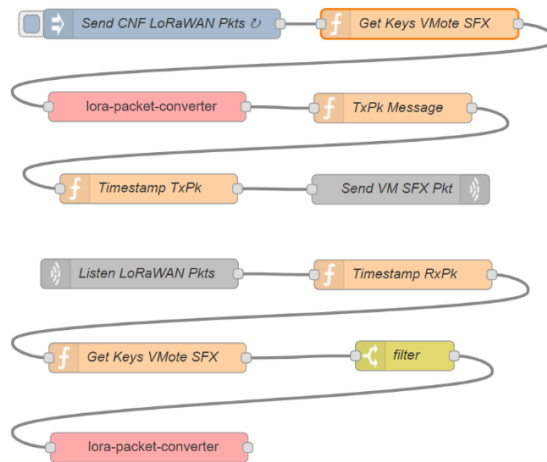 Send CNF LoRaWAN Pkts ↻
Get Keys VMote SFX
lora-packet-converter
TxPk Message
Timestamp TxPk
Send VM SFX Pkt
Listen LoRaWAN Pkts
Timestamp RxPk
Get Keys VMote SFX
filter
lora-packet-converter